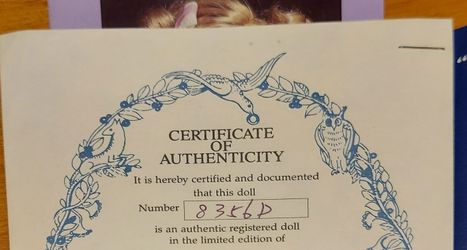 CERTIFICATE
OF
AUTHENTICITY
It is hereby certified and documented
that this doll
Number 8356D
is an authentic registered doll
in the limited edition of